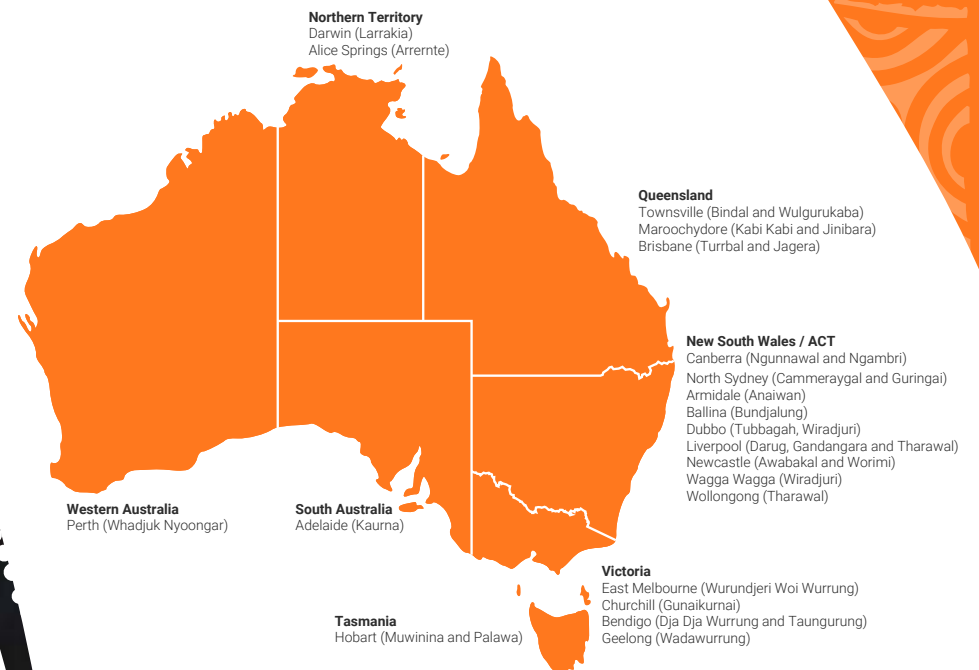 Northern Territory
Darwin (Larrakia)
Alice Springs (Arrernte)
Queensland
Townsville (Bindal and Wulgurukaba)
Maroochydore (Kabi Kabi and Jinibara)
Brisbane (Turrbal and Jagera)
New South Wales / ACT
Canberra (Ngunnawal and Ngambri)
North Sydney (Cammeraygal and Guringai)
Armidale (Anaiwan)
Ballina (Bundjalung)
Dubbo (Tubbagah, Wiradjuri)
Liverpool (Darug, Gandangara and Tharawal)
Newcastle (Awabakal and Worimi)
Wagga Wagga (Wiradjuri)
Wollongong (Tharawal)
Western Australia
Perth (Whadjuk Nyoongar)
South Australia
Adelaide (Kaurna)
Victoria
East Melbourne (Wurundjeri Woi Wurrung)
Churchill (Gunaikurnai)
Bendigo (Dja Dja Wurrung and Taungurung)
Geelong (Wadawurrung)
Tasmania
Hobart (Muwinina and Palawa)